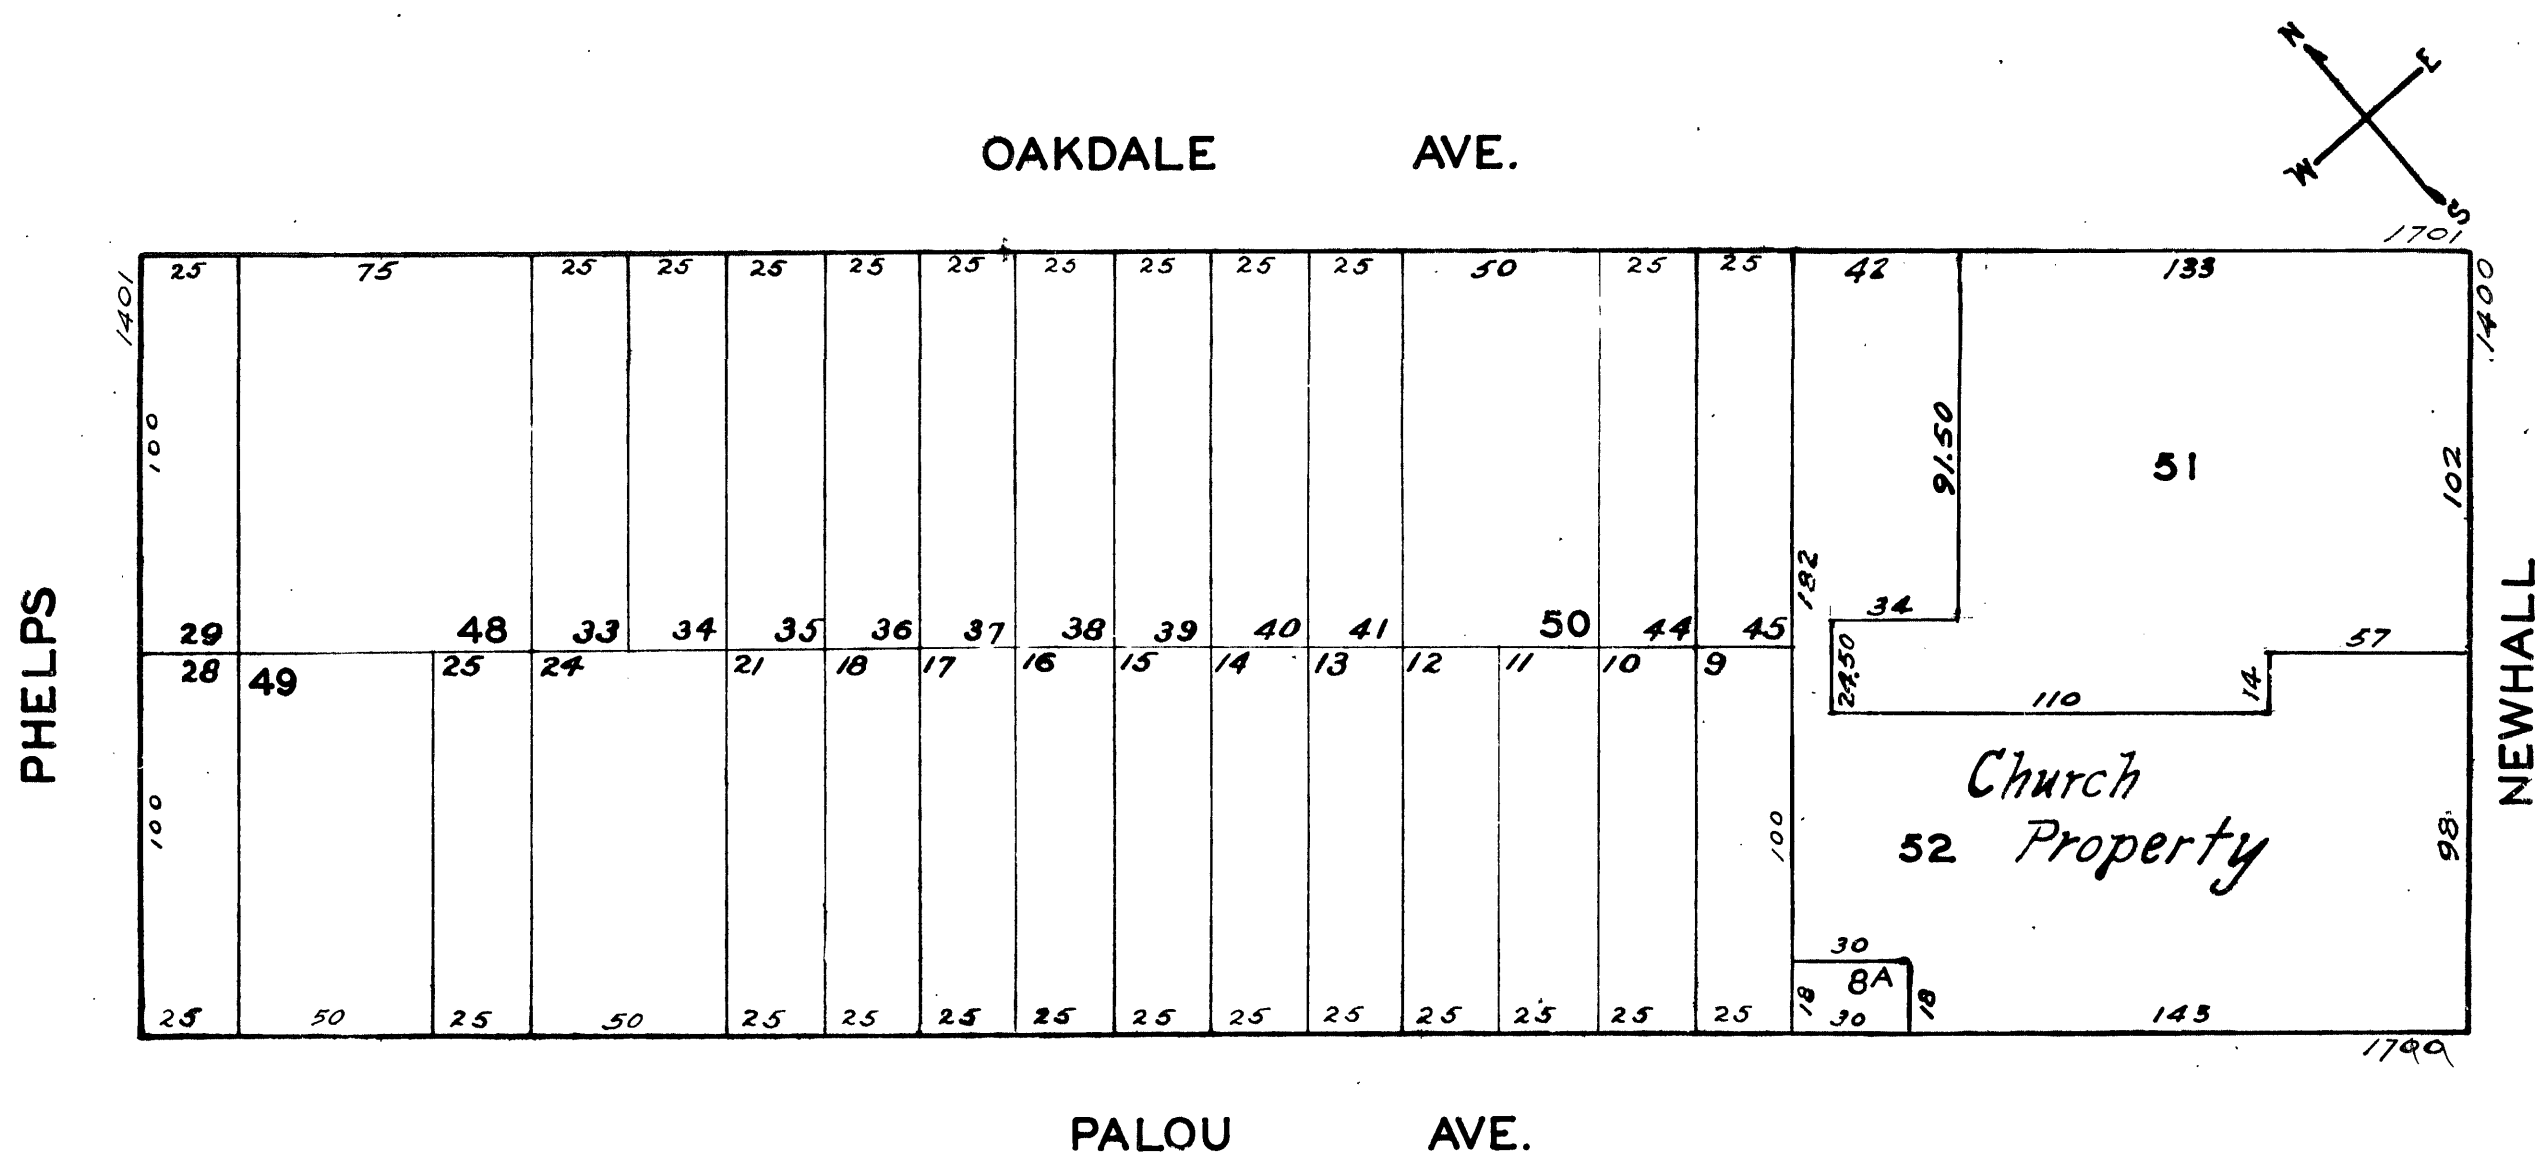 N
E
W
S
OAKDALE AVE.
1701
25 75 25 25 25 25 25 25 25 25 25 50 25 25 42 133
1401
1400
100
91.50
51
102
182
34
29 48 33 34 35 36 37 38 39 40 41 50 44 45
57
28 49 25 24 21 18 17 16 15 14 13 12 11 10 9
24.50
110
14
PHELPS
NEWHALL
Church
52 Property
100
100
98
30
8A
18
18
30
25 50 25 50 25 25 25 25 25 25 25 25 25 25 25
145
1799
PALOU AVE.